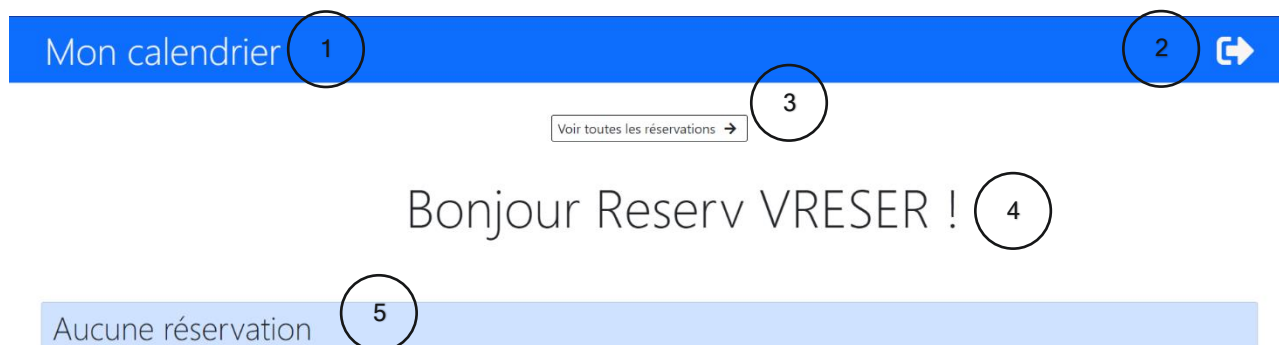 Mon calendrier 1 2
3
Voir toutes les réservations
Bonjour Reserv VRESER ! 4
5
Aucune réservation